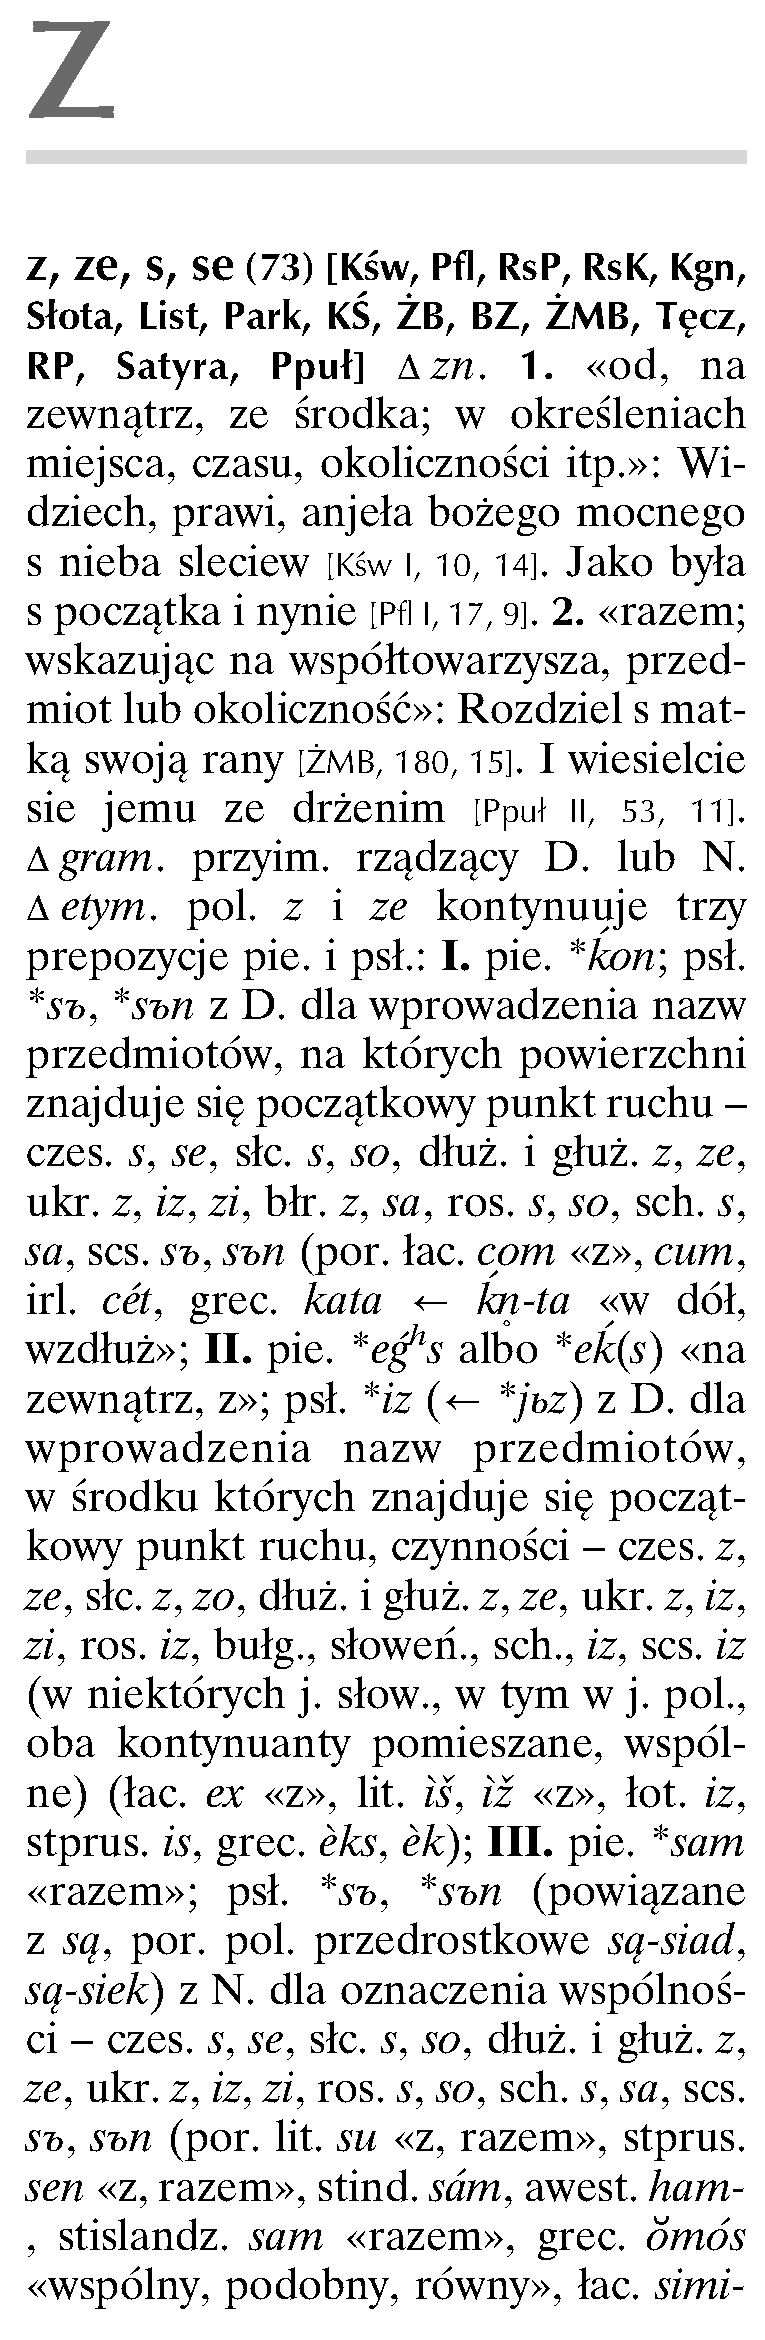 Z
z, ze, s, se (73) [Kśw, Pfl, RsP, RsK, Kgn,
Słota, List, Park, KŚ, ŻB, BZ, ŻMB, Tęcz,
RP, Satyra, Ppuł] Δ zn. 1. «od, na
zewnątrz, ze środka; w określeniach
miejsca, czasu, okoliczności itp.»: Wi-
dziech, prawi, anjeła bożego mocnego
s nieba sleciew [Kśw I, 10, 14]. Jako była
s początka i nynie [Pfl I, 17, 9]. 2. «razem;
wskazując na współtowarzysza, przed-
miot lub okoliczność»: Rozdziel s mat-
ką swoją rany [ŻMB, 180, 15]. I wiesielcie
sie jemu ze drżenim [Ppuł II, 53, 11].
Δ gram. przyim. rządzący D. lub N.
Δ etym. pol. z i ze kontynuuje trzy
prepozycje pie. i psł.: I. pie. *ḱon; psł.
*sъ, *sъn z D. dla wprowadzenia nazw
przedmiotów, na których powierzchni
znajduje się początkowy punkt ruchu –
czes. s, se, słc. s, so, dłuż. i głuż. z, ze,
ukr. z, iz, zi, błr. z, sa, ros. s, so, sch. s,
sa, scs. sъ, sъn (por. łac. com «z», cum,
irl. cét, grec. kata ← ḱn̥-ta «w dół,
wzdłuż»; II. pie. *eǵʰs albo *eḱ(s) «na
zewnątrz, z»; psł. *iz (← *jьz) z D. dla
wprowadzenia nazw przedmiotów,
w środku których znajduje się począt-
kowy punkt ruchu, czynności – czes. z,
ze, słc. z, zo, dłuż. i głuż. z, ze, ukr. z, iz,
zi, ros. iz, bułg., słoweń., sch., iz, scs. iz
(w niektórych j. słow., w tym w j. pol.,
oba kontynuanty pomieszane, wspól-
ne) (łac. ex «z», lit. ìš, ìž «z», łot. iz,
stprus. is, grec. èks, èk); III. pie. *sam
«razem»; psł. *sъ, *sъn (powiązane
z są, por. pol. przedrostkowe są-siad,
są-siek) z N. dla oznaczenia wspólnoś-
ci – czes. s, se, słc. s, so, dłuż. i głuż. z,
ze, ukr. z, iz, zi, ros. s, so, sch. s, sa, scs.
sъ, sъn (por. lit. su «z, razem», stprus.
sen «z, razem», stind. sám, awest. ham-
, stislandz. sam «razem», grec. ŏmós
«wspólny, podobny, równy», łac. simi-